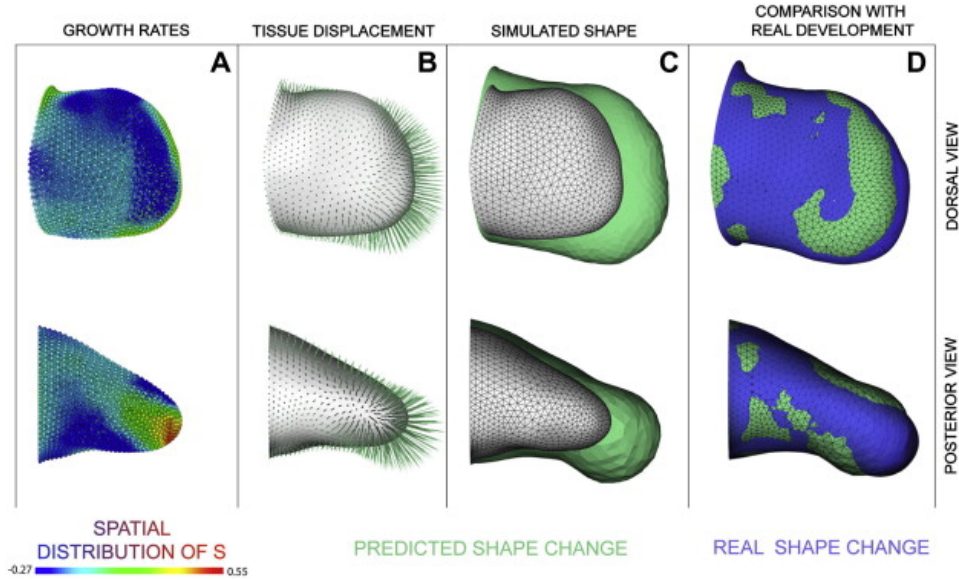 GROWTH RATES
TISSUE DISPLACEMENT
SIMULATED SHAPE
COMPARISON WITH
REAL DEVELOPMENT
A
B
C
D
DORSAL VIEW
POSTERIOR VIEW
SPATIAL
DISTRIBUTION OF S
-0.27
0.55
PREDICTED SHAPE CHANGE
REAL SHAPE CHANGE